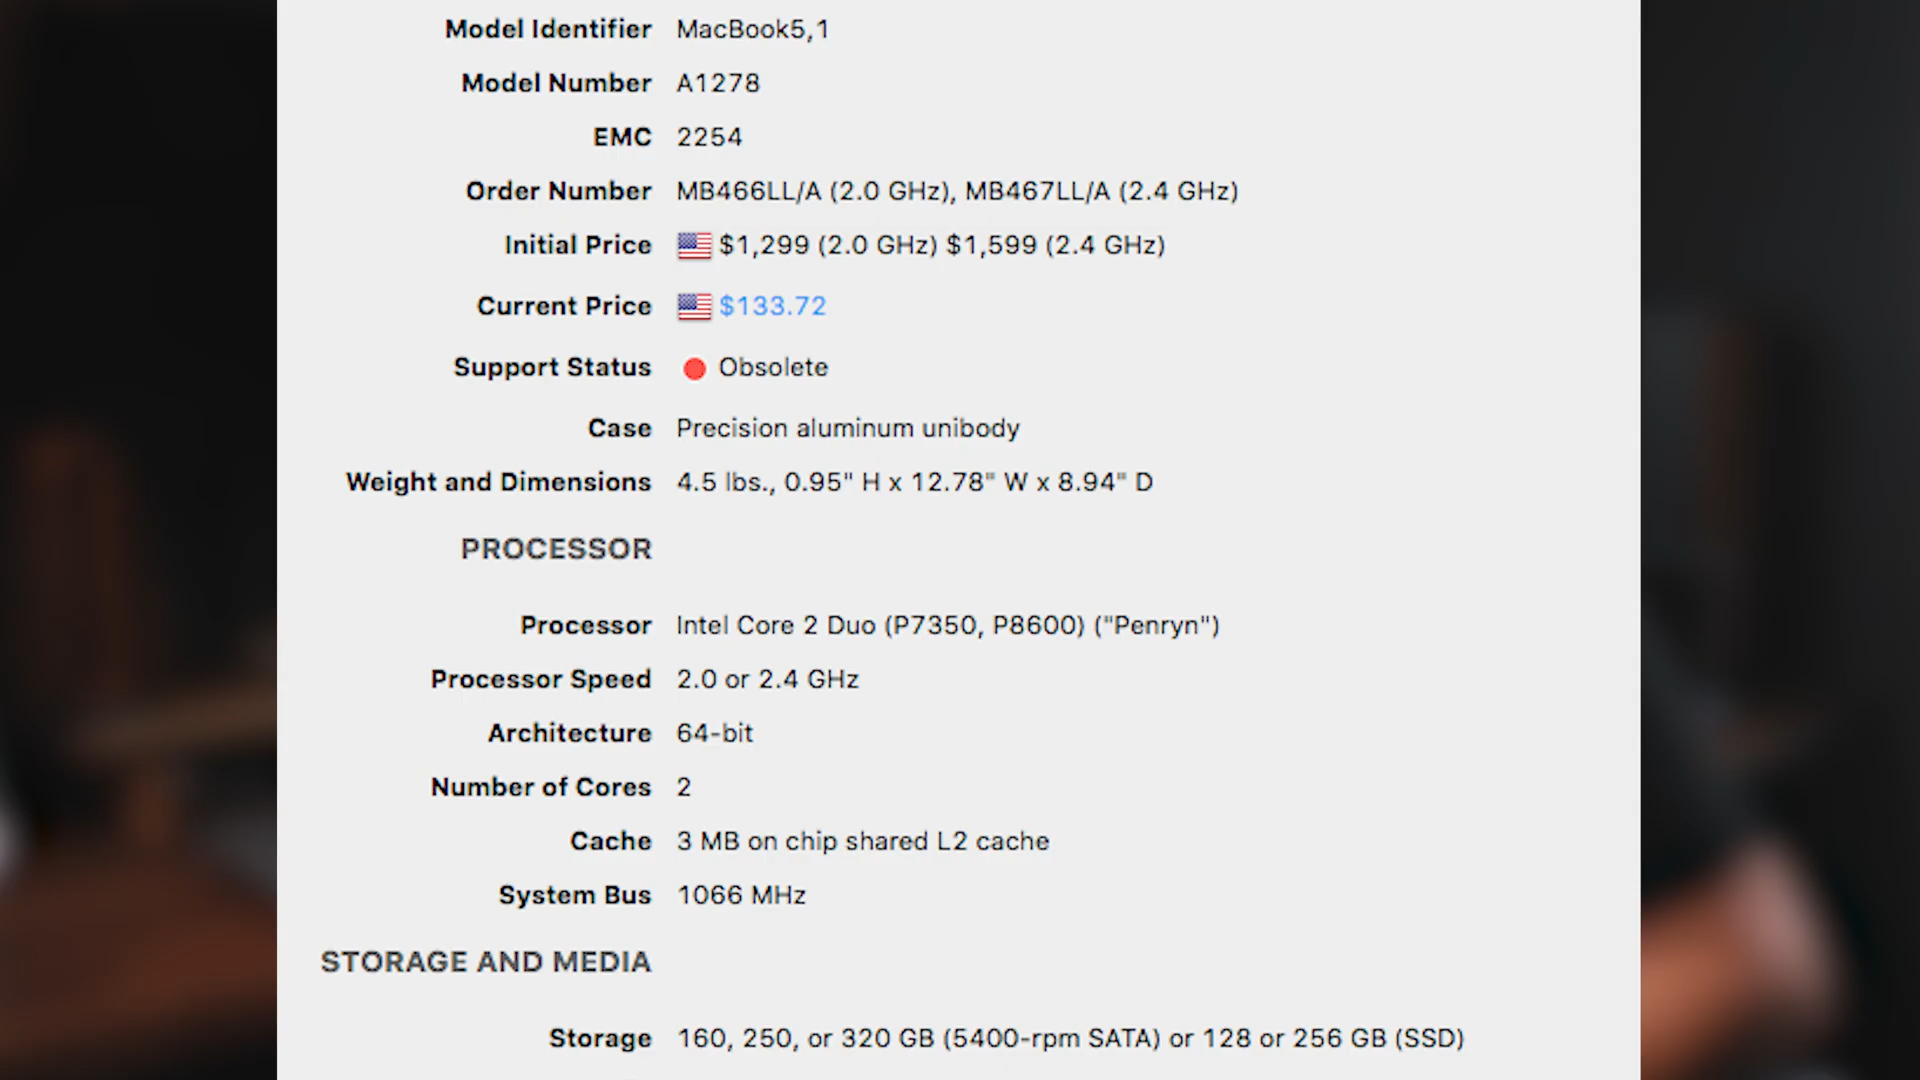 Model Identifier MacBook5,1
Model Number A1278
EMC 2254
Order Number MB466LL/A (2.0 GHz), MB467LL/A (2.4 GHz)
Initial Price $1,299 (2.0 GHz) $1,599 (2.4 GHz)
Current Price $133.72
Support Status Obsolete
Case Precision aluminum unibody
Weight and Dimensions 4.5 lbs., 0.95" H x 12.78" W x 8.94" D
PROCESSOR
Processor Intel Core 2 Duo (P7350, P8600) ("Penryn")
Processor Speed 2.0 or 2.4 GHz
Architecture 64-bit
Number of Cores 2
Cache 3 MB on chip shared L2 cache
System Bus 1066 MHz
STORAGE AND MEDIA
Storage 160, 250, or 320 GB (5400-rpm SATA) or 128 or 256 GB (SSD)